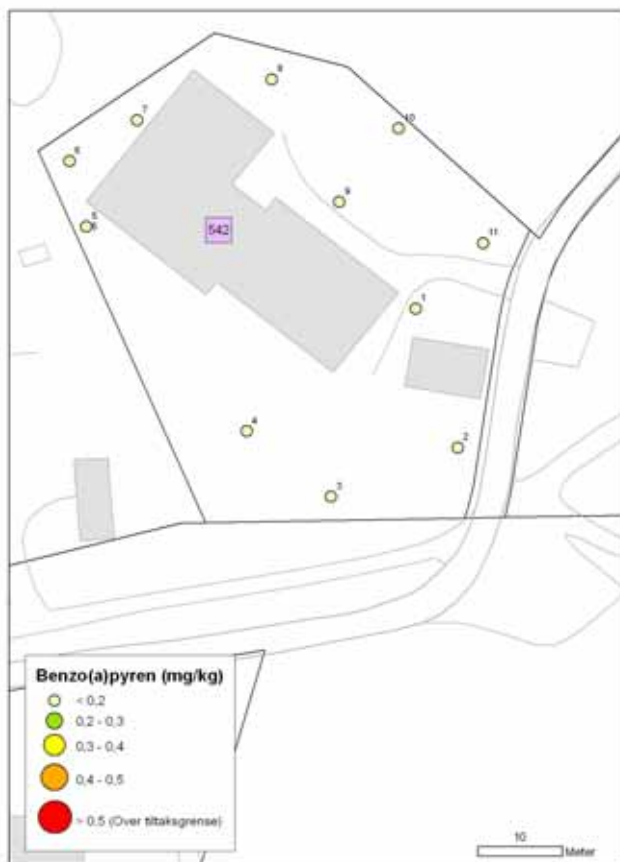 8
7
10
6
9
5
6
542
11
1
4
2
3
Benzo(a)pyren (mg/kg)
< 0,2
0,2 - 0,3
0,3 - 0,4
0,4 - 0,5
> 0.5 (Over tiltaksgrense)
10
Meter